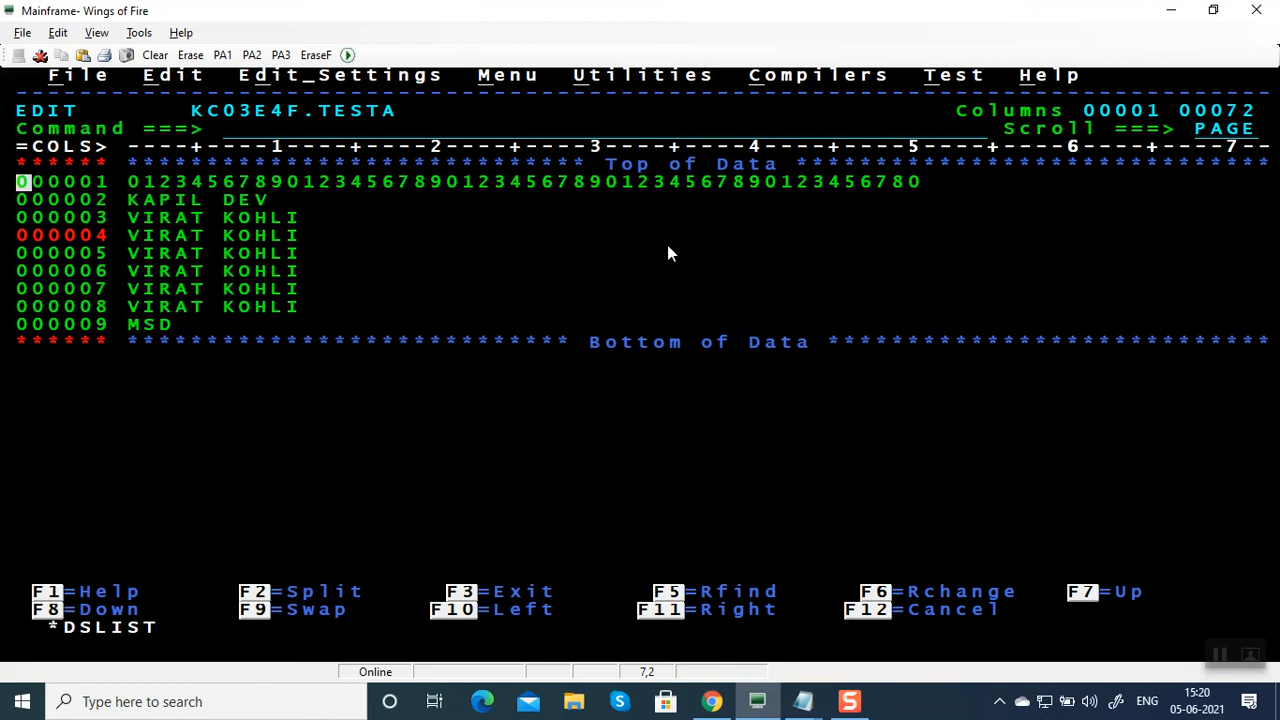 Mainframe- Wings of Fire
File Edit View Tools Help
Clear Erase PA1 PA2 PA3 EraseF
File Edit Edit_Settings Menu Utilities Compilers Test Help
EDIT KC03E4F.TESTA Columns 00001 00072
Command ===> Scroll ===> PAGE
=COLS> ----+----1----+----2----+----3----+----4----+----5----+----6----+----7--
****** ***************************** Top of Data ******************************
000001 01234567890123456789012345678901234567890123456780
000002 KAPIL DEV
000003 VIRAT KOHLI
000004 VIRAT KOHLI
000005 VIRAT KOHLI
000006 VIRAT KOHLI
000007 VIRAT KOHLI
000008 VIRAT KOHLI
000009 MSD
****** **************************** Bottom of Data ****************************
F1=Help F2=Split F3=Exit F5=Rfind F6=Rchange F7=Up
F8=Down F9=Swap F10=Left F11=Right F12=Cancel
*DSLIST
Online 7,2
Type here to search ENG 15:20
05-06-2021